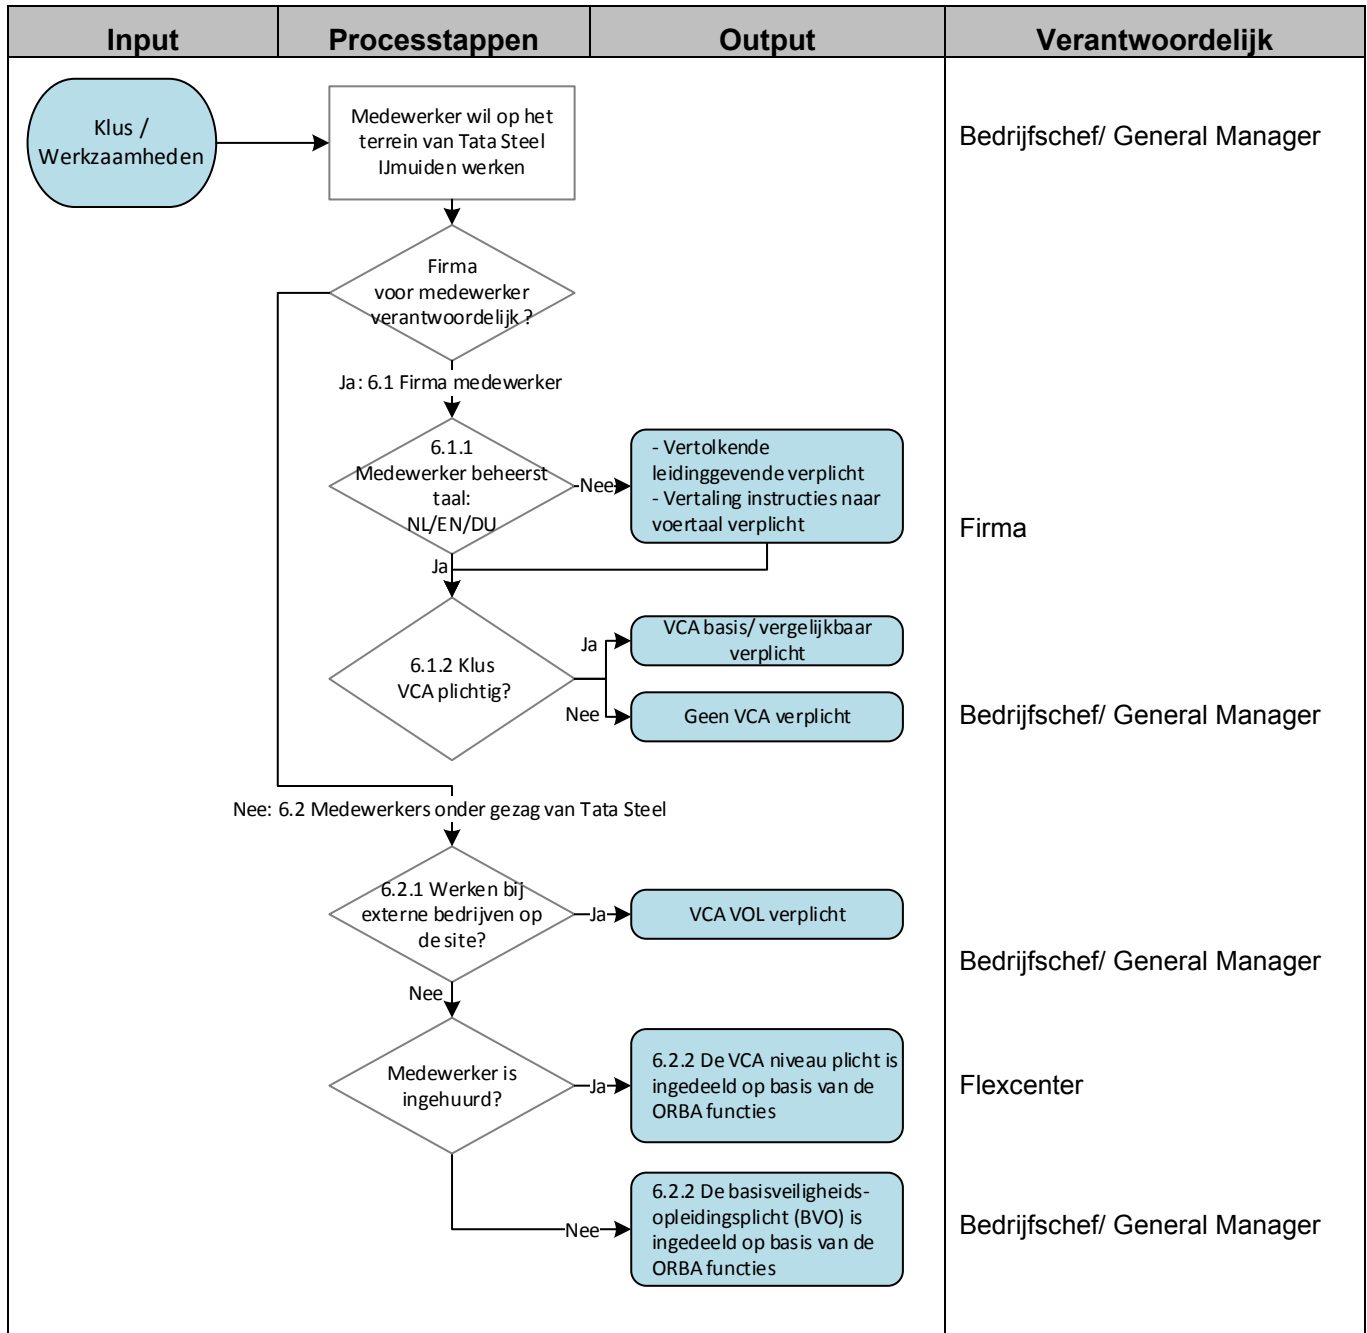 Input
Processtappen
Output
Verantwoordelijk
Klus /
Werkzaamheden
Medewerker wil op het
terrein van Tata Steel
IJmuiden werken
Bedrijfschef/ General Manager
Firma
voor medewerker
verantwoordelijk ?
Ja: 6.1 Firma medewerker
6.1.1
Medewerker beheerst
taal:
NL/EN/DU
Nee
- Vertolkende
leidinggevende verplicht
- Vertaling instructies naar
voertaal verplicht
Firma
Ja
6.1.2 Klus
VCA plichtig?
Ja
VCA basis/ vergelijkbaar
verplicht
Nee
Geen VCA verplicht
Bedrijfschef/ General Manager
Nee: 6.2 Medewerkers onder gezag van Tata Steel
6.2.1 Werken bij
externe bedrijven op
de site?
Ja
VCA VOL verplicht
Bedrijfschef/ General Manager
Nee
Medewerker is
ingehuurd?
Ja
6.2.2 De VCA niveau plicht is
ingedeeld op basis van de
ORBA functies
Flexcenter
Nee
6.2.2 De basisveiligheids-
opleidingsplicht (BVO) is
ingedeeld op basis van de
ORBA functies
Bedrijfschef/ General Manager